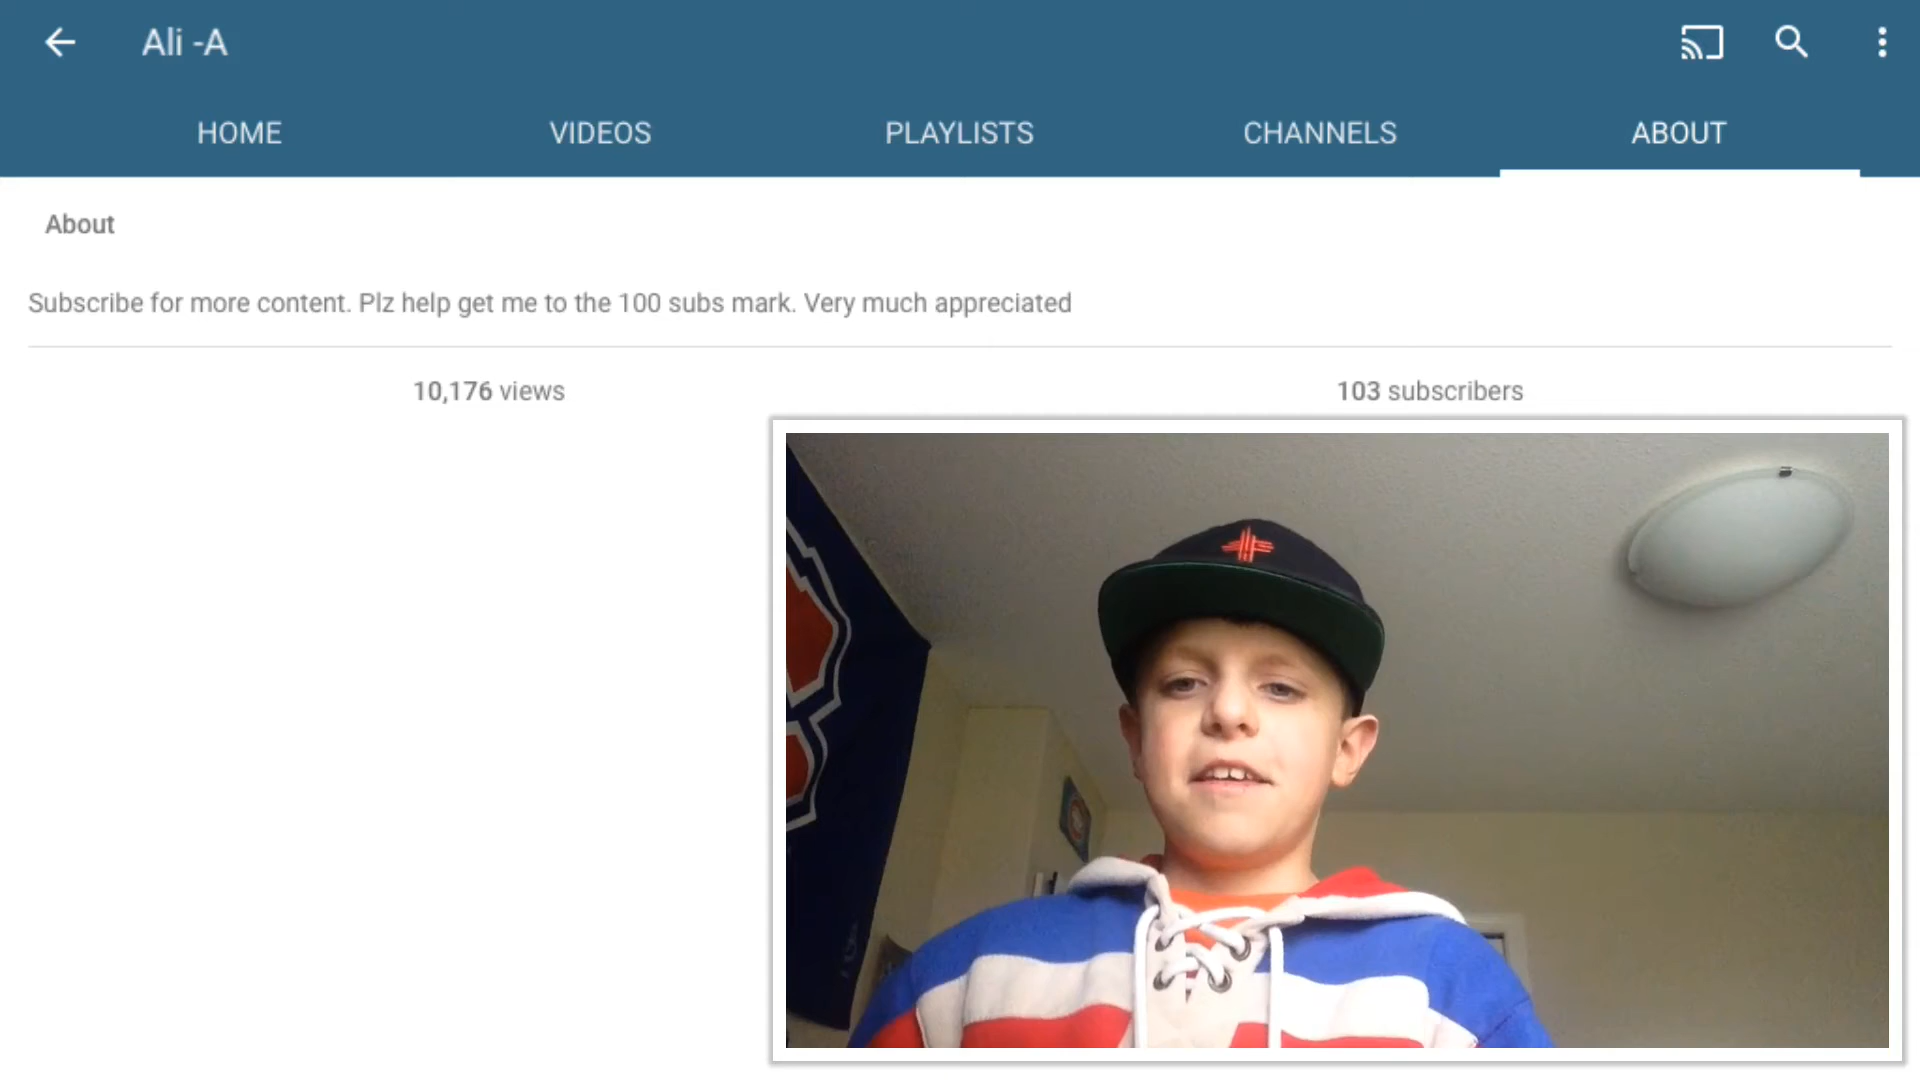 Ali -A
HOME VIDEOS PLAYLISTS CHANNELS ABOUT
About
Subscribe for more content. Plz help get me to the 100 subs mark. Very much appreciated
10,176 views 103 subscribers